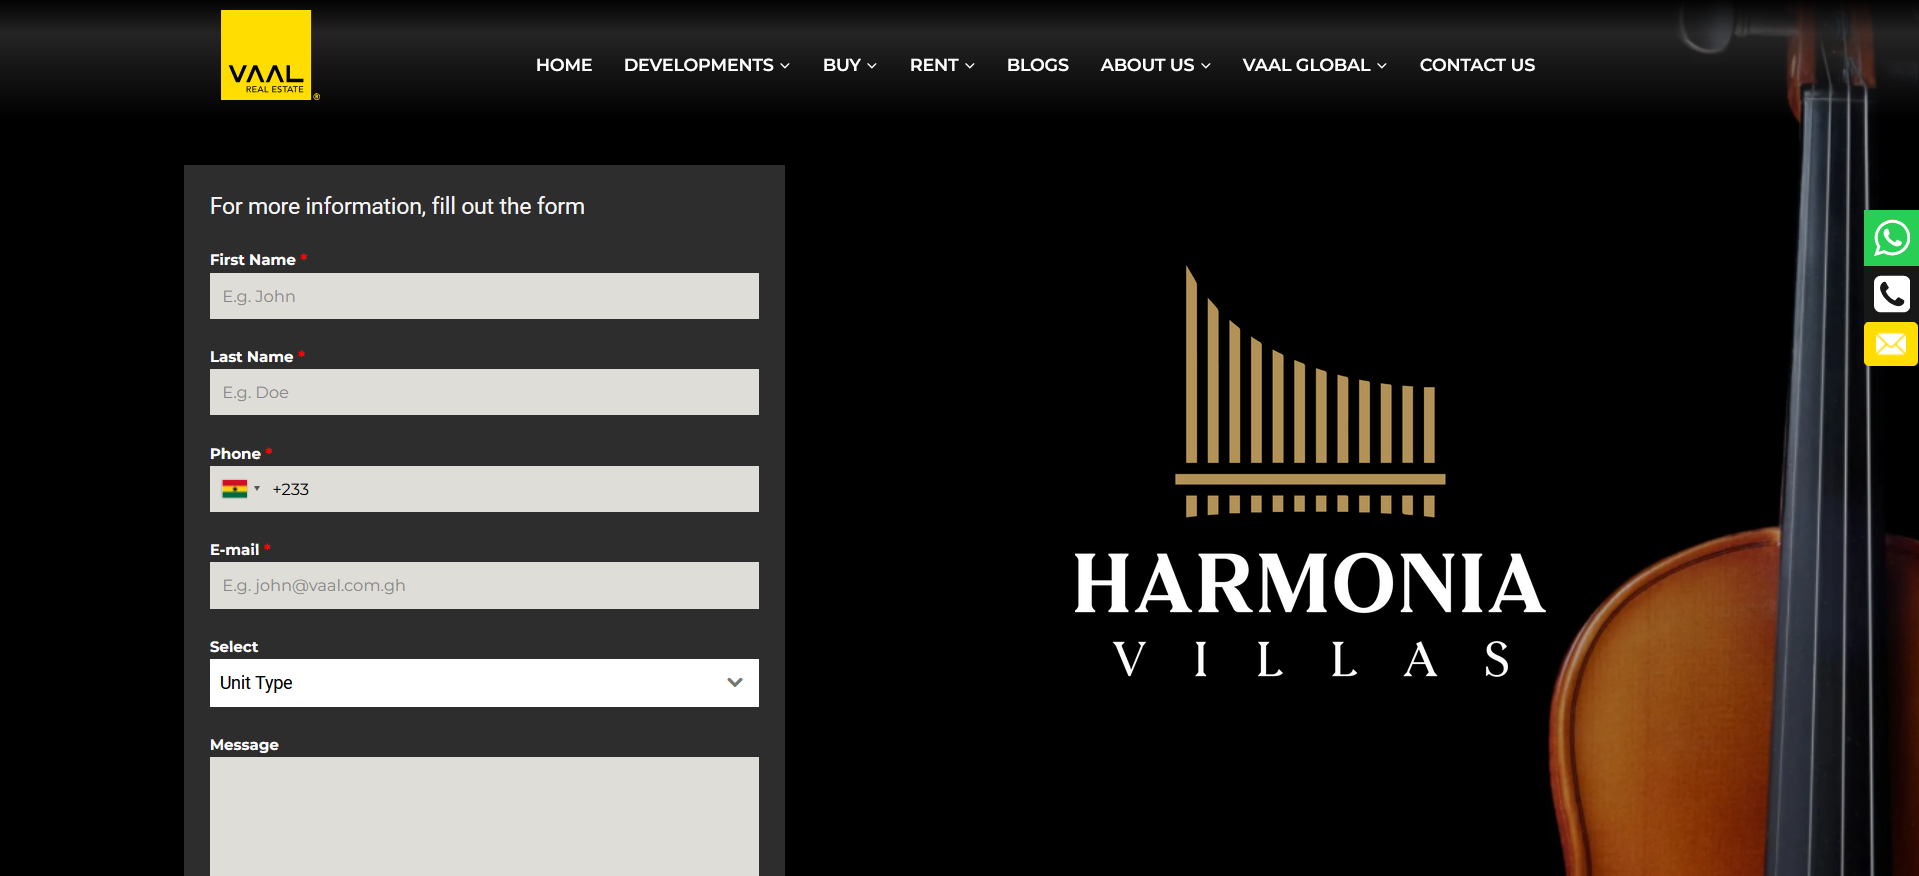 VAAL
REAL ESTATE
®
HOME DEVELOPMENTS BUY RENT BLOGS ABOUT US VAAL GLOBAL CONTACT US
For more information, fill out the form
First Name *
E.g. John
Last Name *
E.g. Doe
Phone *
+233
E-mail *
E.g. john@vaal.com.gh
Select
Unit Type
Message
HARMONIA
VILLAS